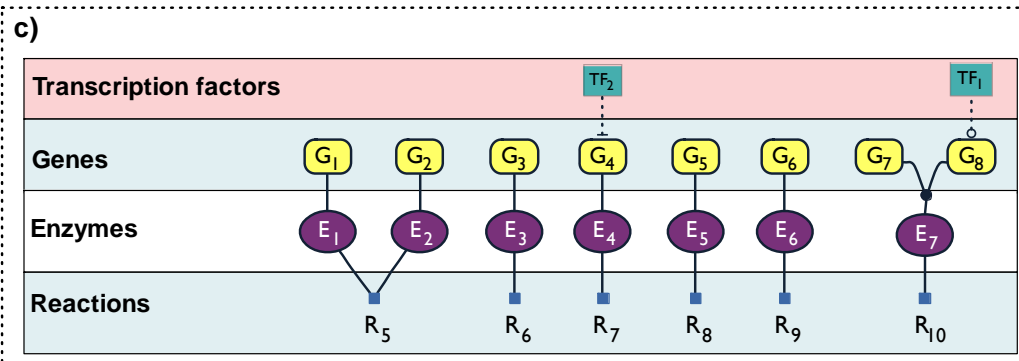 c)
Transcription factors TF₂ TF₁
Genes G₁ G₂ G₃ G₄ G₅ G₆ G₇ G₈
Enzymes E₁ E₂ E₃ E₄ E₅ E₆ E₇
Reactions
R₅ R₆ R₇ R₈ R₉ R₁₀